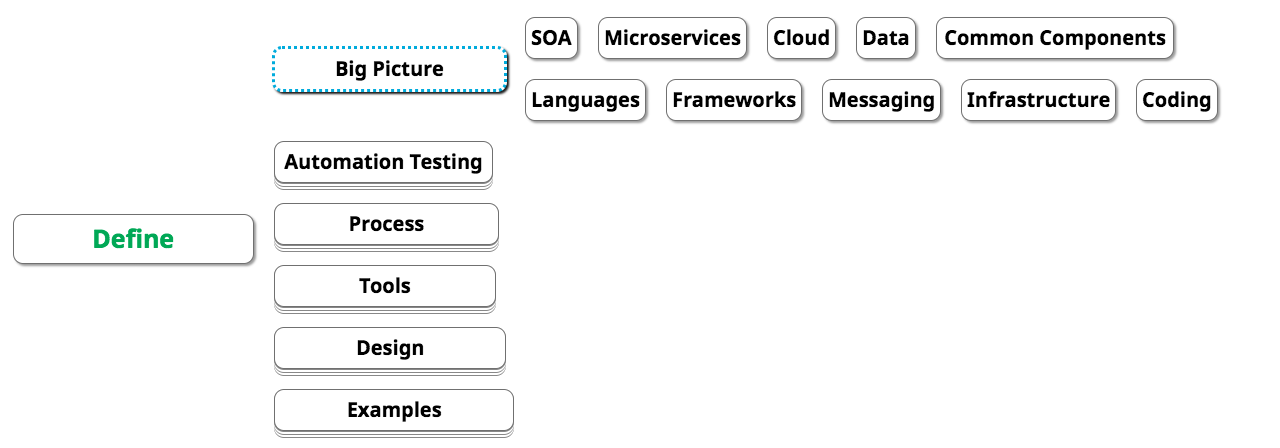 SOA Microservices Cloud Data Common Components
Big Picture
Languages Frameworks Messaging Infrastructure Coding
Automation Testing
Process
Define
Tools
Design
Examples